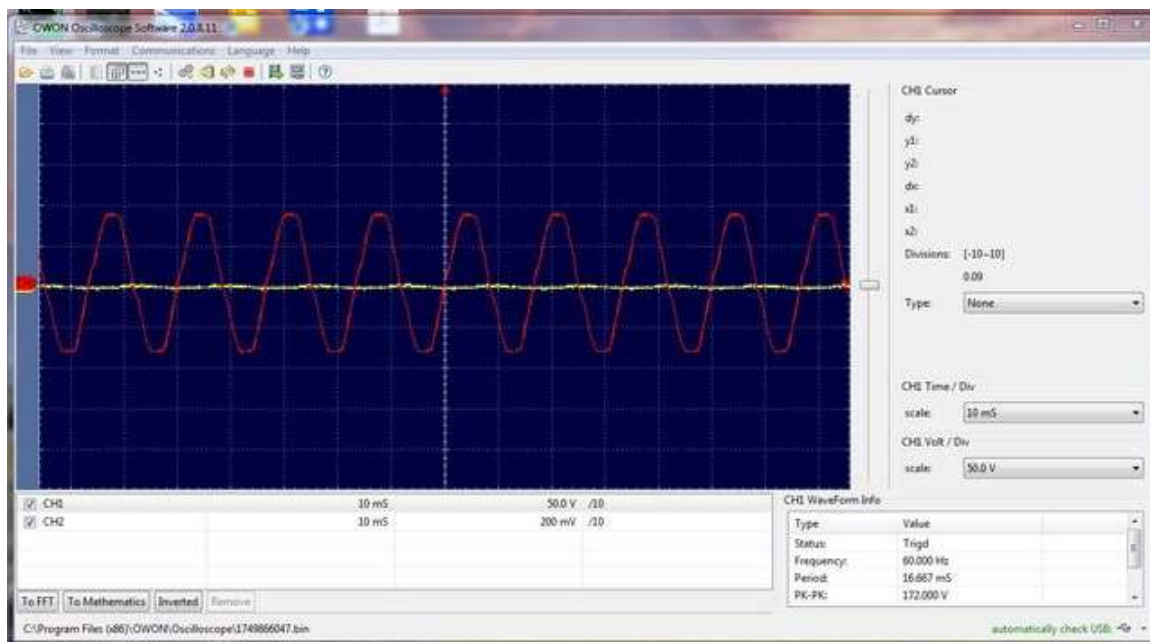 OWON Oscilloscope Software 2.0.8.11
File View Format Communications Language Help
CH1 Cursor
dy:
y1:
y2:
dx:
x1:
x2:
Divisions: [-10~10]
0.09
Type: None
CH1 Time / Div
scale: 10 mS
CH1 Volt / Div
scale: 50.0 V
CH1 10 mS 50.0 V /10
CH2 10 mS 200 mV /10
CH1 WaveForm Info
Type Value
Status: Trigd
Frequency: 60.000 Hz
Period: 16.667 mS
PK-PK: 172.000 V
To FFT To Mathematics Inverted Remove
C:\Program Files (x86)\OWON\Oscilloscope\1749866047.bin
automatically check USB: